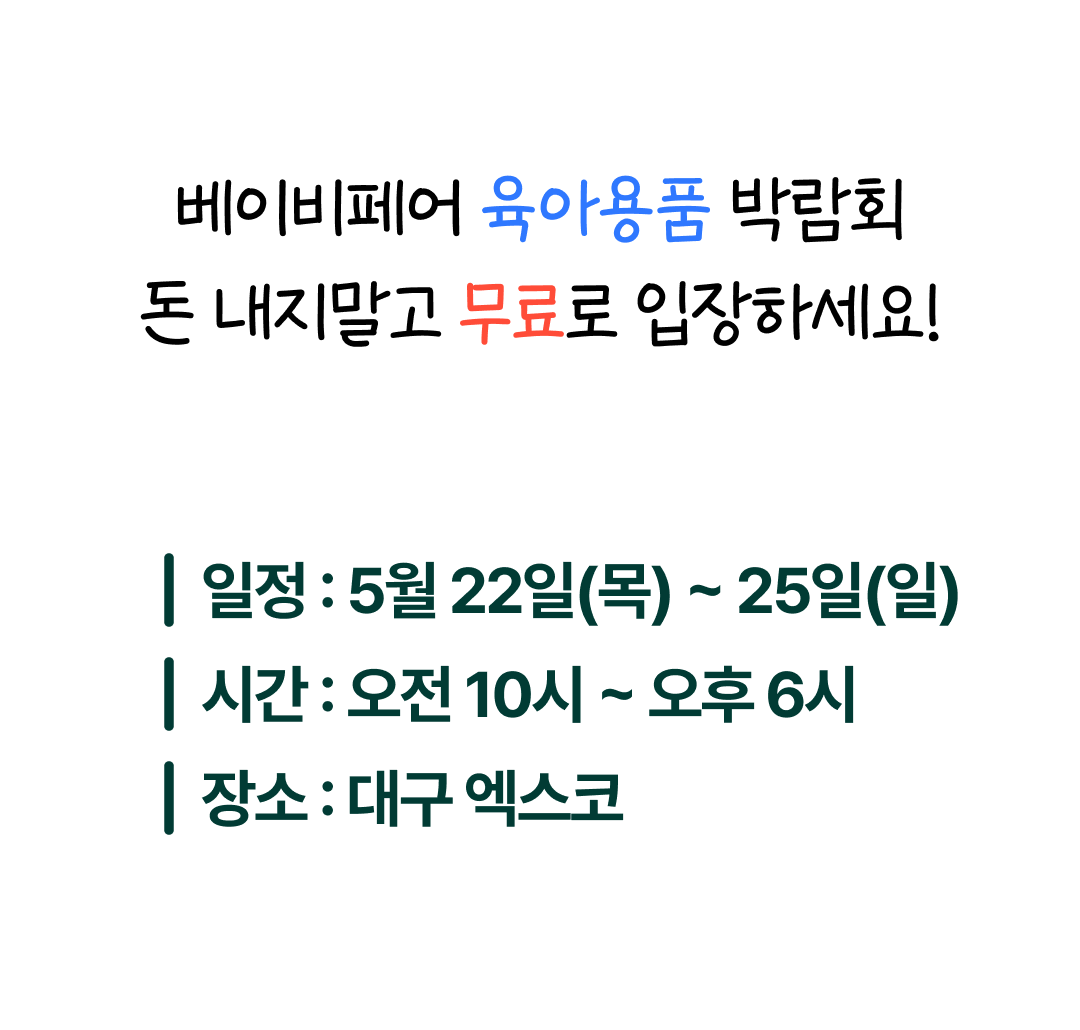 베이비페어 육아용품 박람회
돈 내지말고 무료로 입장하세요!
일정 : 5월 22일(목) ~ 25일(일)
시간 : 오전 10시 ~ 오후 6시
장소 : 대구 엑스코